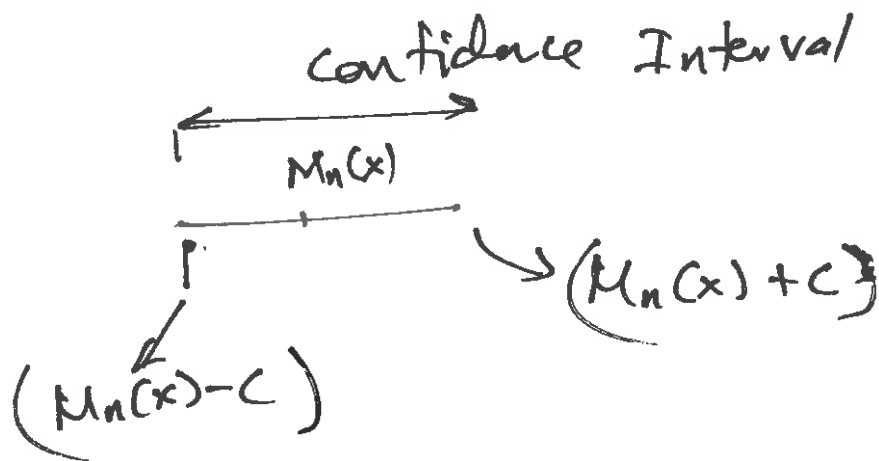 Confidence Interval
Mn(x)
(Mn(x) + C)
(Mn(x) - C)